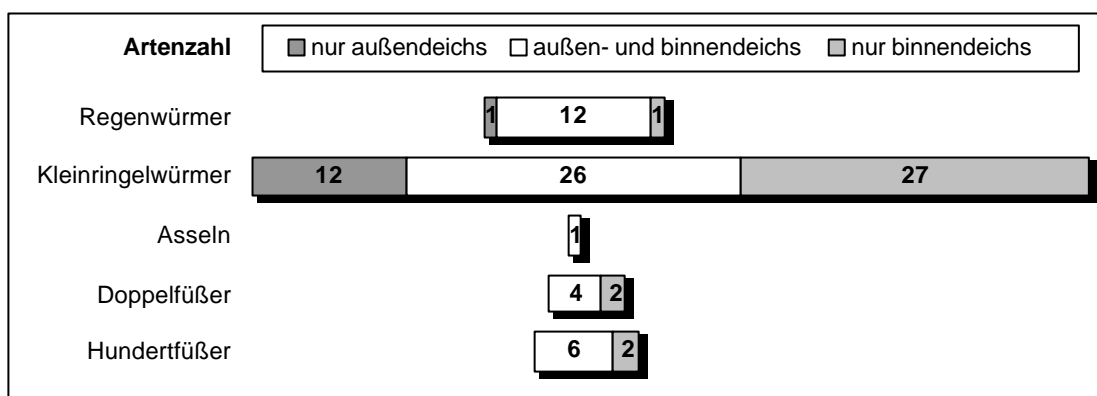 Artenzahl nur außendeichs außen- und binnendeichs nur binnendeichs
Regenwürmer 1 12 1
Kleinringelwürmer 12 26 27
Asseln 1
Doppelfüßer 4 2
Hundertfüßer 6 2